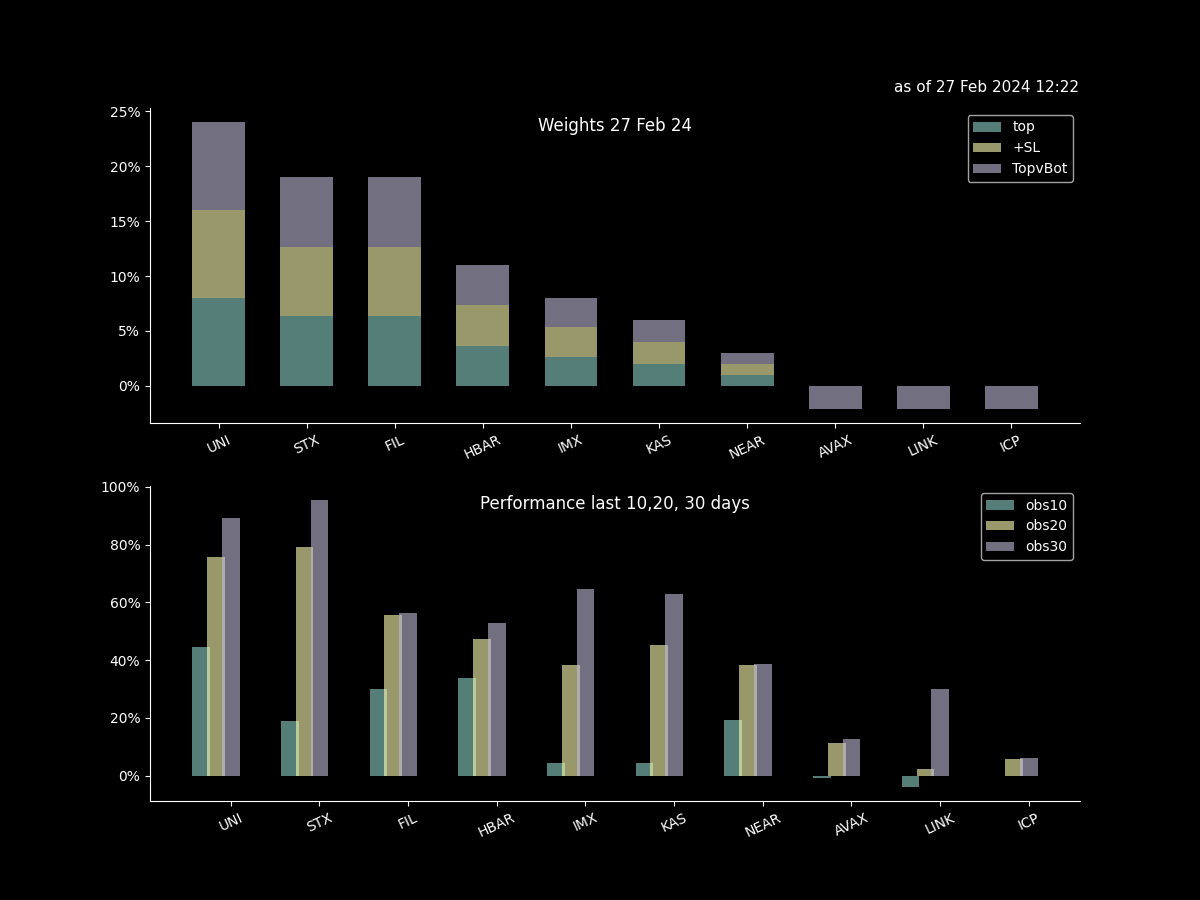 as of 27 Feb 2024 12:22
Weights 27 Feb 24
25%
20%
15%
10%
5%
0%
top
+SL
TopvBot
UNI STX FIL HBAR IMX KAS NEAR AVAX LINK ICP
Performance last 10,20, 30 days
100%
80%
60%
40%
20%
0%
obs10
obs20
obs30
UNI STX FIL HBAR IMX KAS NEAR AVAX LINK ICP